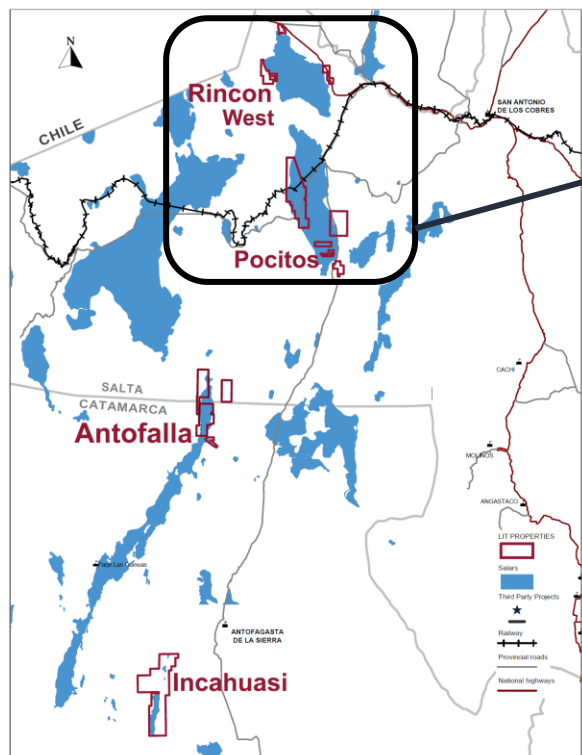 N
CHILE
Rincon
West
SAN ANTONIO
DE LOS COBRES
Pocitos
CACHI
SALTA
CATAMARCA
Antofalla
MOLINOS
ANGASTACO
LIT PROPERTIES
Salars
Third Party Projects
Railway
Provincial roads
National highways
ANTOFAGASTA
DE LA SIERRA
Incahuasi